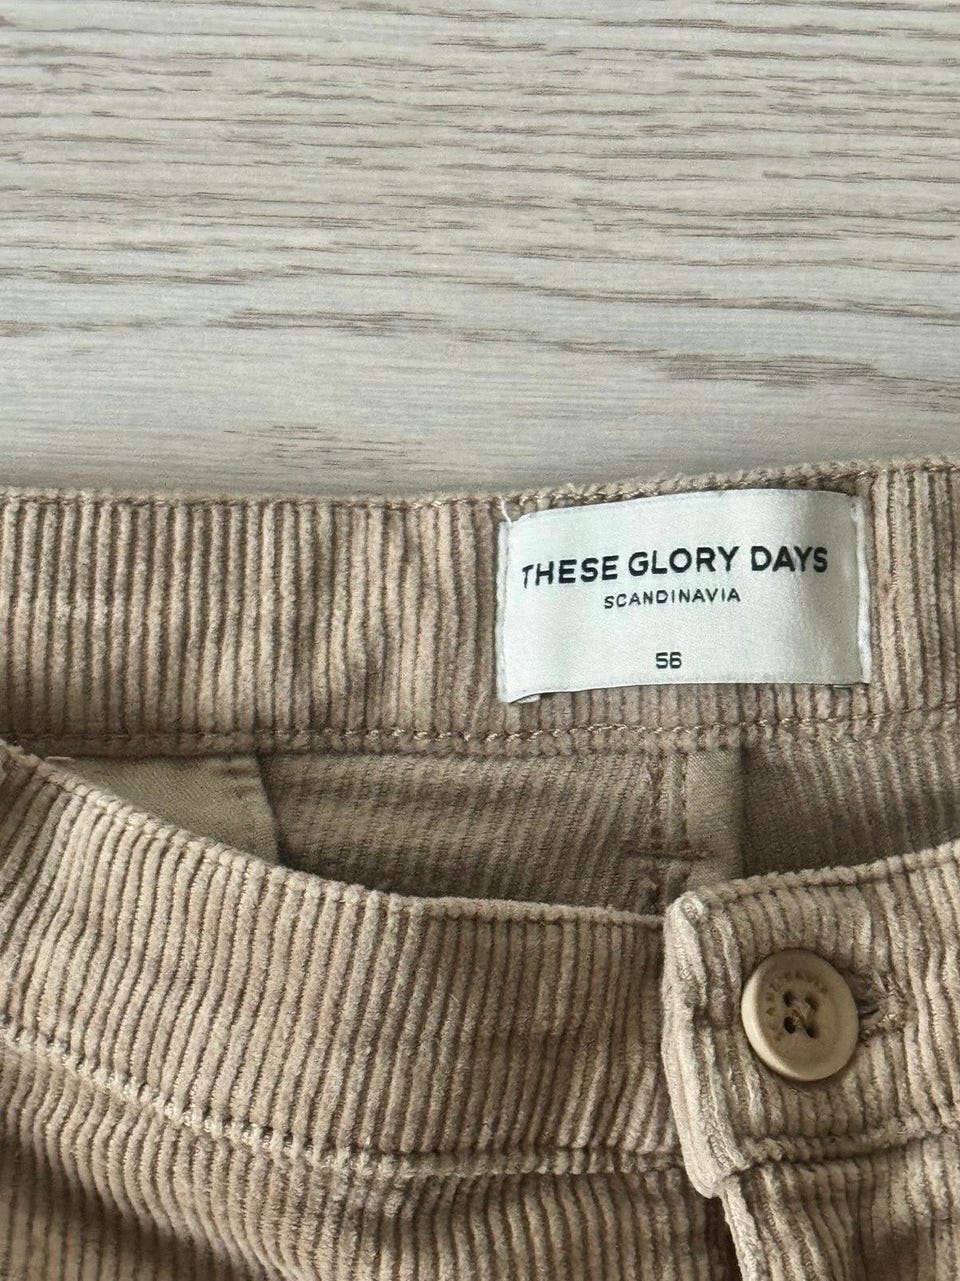 THESE GLORY DAYS
SCANDINAVIA
56